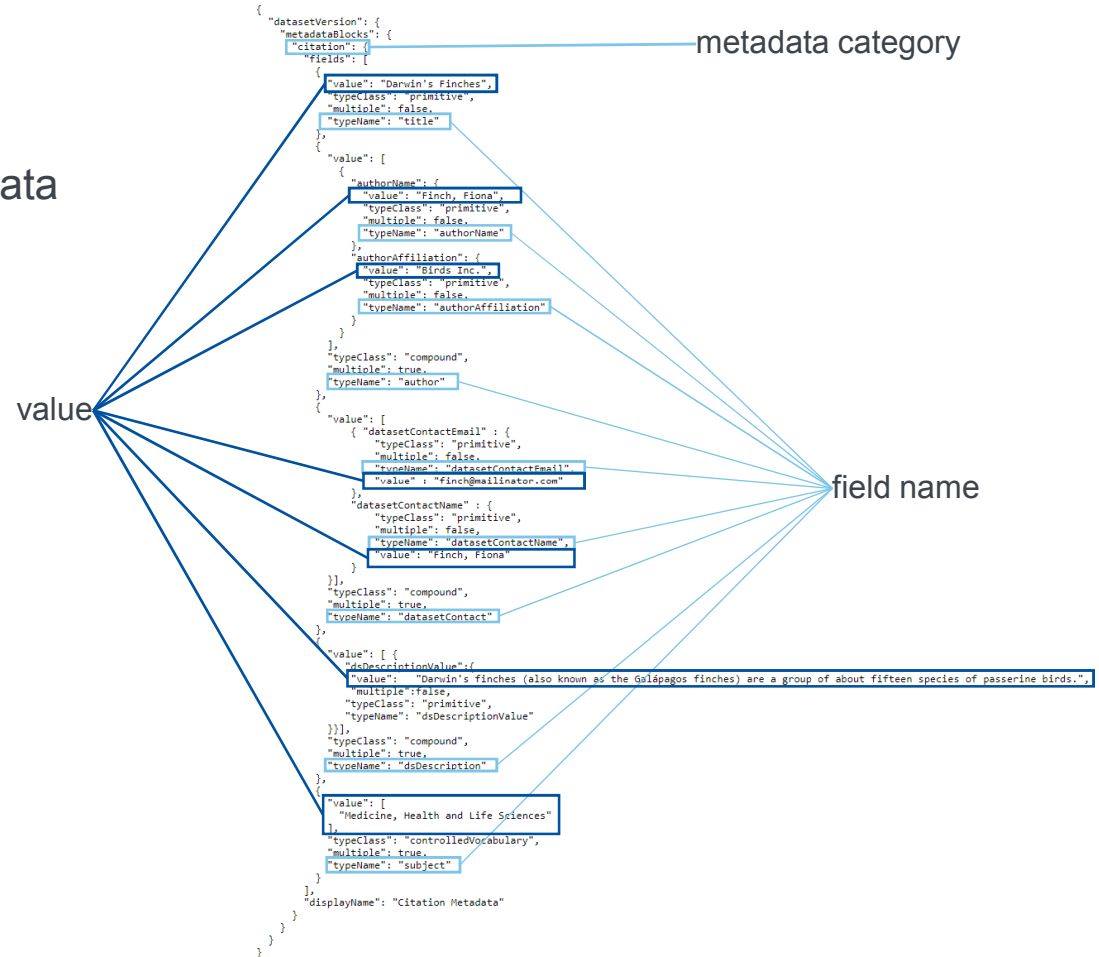 {
"datasetVersion": {
"metadataBlocks": {
"citation": {
metadata category
"fields": [
{
"value": "Darwin's Finches",
"typeClass": "primitive",
"multiple": false,
"typeName": "title"
},
{
"value": [
{
ata
"authorName": {
"value": "Finch, Fiona",
"typeClass": "primitive",
"multiple": false,
"typeName": "authorName"
},
"authorAffiliation": {
"value": "Birds Inc.",
"typeClass": "primitive",
"multiple": false,
"typeName": "authorAffiliation"
}
}
],
"typeClass": "compound",
"multiple": true,
"typeName": "author"
},
{
value
"value": [
{ "datasetContactEmail" : {
"typeClass": "primitive",
"multiple": false,
"typeName": "datasetContactEmail",
"value" : "finch@mailinator.com"
},
field name
"datasetContactName" : {
"typeClass": "primitive",
"multiple": false,
"typeName": "datasetContactName",
"value": "Finch, Fiona"
}
}],
"typeClass": "compound",
"multiple": true,
"typeName": "datasetContact"
},
{
"value": [ {
"dsDescriptionValue":{
"value":   "Darwin's finches (also known as the Galápagos finches) are a group of about fifteen species of passerine birds.",
"multiple":false,
"typeClass": "primitive",
"typeName": "dsDescriptionValue"
}}],
"typeClass": "compound",
"multiple": true,
"typeName": "dsDescription"
},
{
"value": [
"Medicine, Health and Life Sciences"
],
"typeClass": "controlledVocabulary",
"multiple": true,
"typeName": "subject"
}
],
"displayName": "Citation Metadata"
}
}
}
}